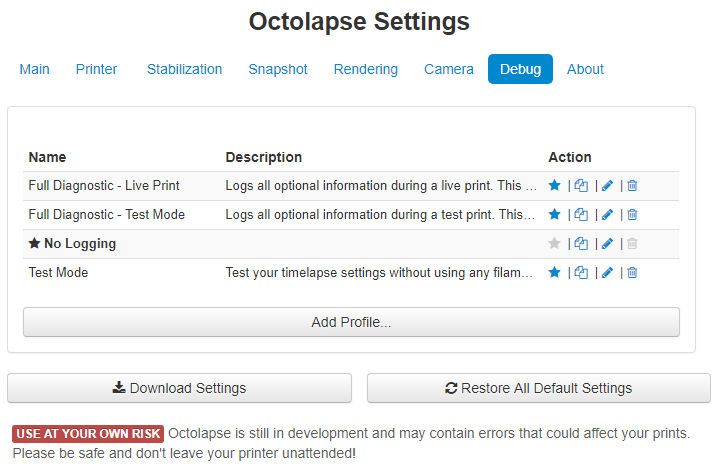 Octolapse Settings
Main Printer Stabilization Snapshot Rendering Camera Debug About
Name Description Action
Full Diagnostic - Live Print Logs all optional information during a live print. This ... | | |
Full Diagnostic - Test Mode Logs all optional information during a test print. This... | | |
No Logging | | |
Test Mode Test your timelapse settings without using any filam... | | |
Add Profile...
Download Settings Restore All Default Settings
USE AT YOUR OWN RISK Octolapse is still in development and may contain errors that could affect your prints.
Please be safe and don't leave your printer unattended!